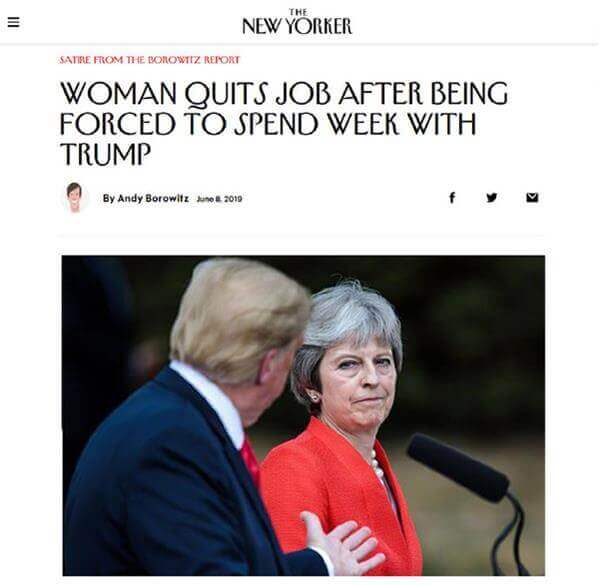 THE
NEW YORKER
SATIRE FROM THE BOROWITZ REPORT
WOMAN QUITS JOB AFTER BEING
FORCED TO SPEND WEEK WITH
TRUMP
By Andy Borowitz June 8, 2019